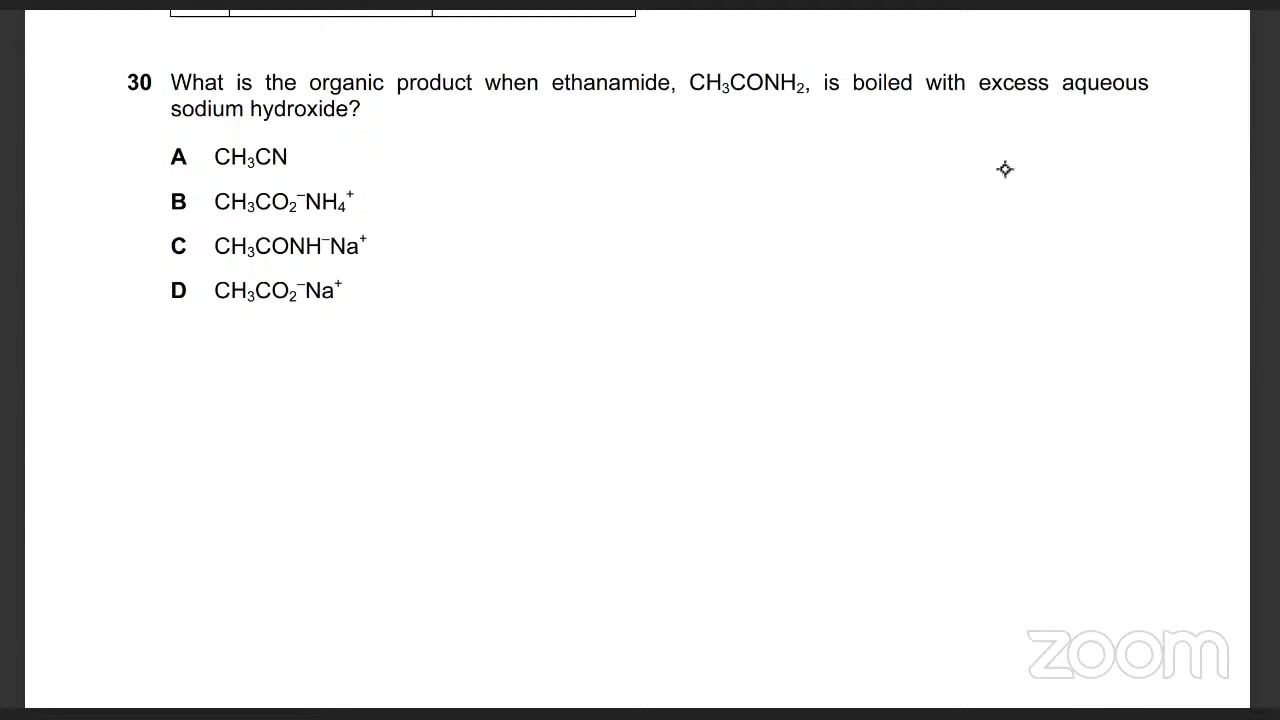 30 What is the organic product when ethanamide, CH₃CONH₂, is boiled with excess aqueous
sodium hydroxide?
A CH₃CN
B CH₃CO₂⁻NH₄⁺
C CH₃CONH⁻Na⁺
D CH₃CO₂⁻Na⁺
zoom